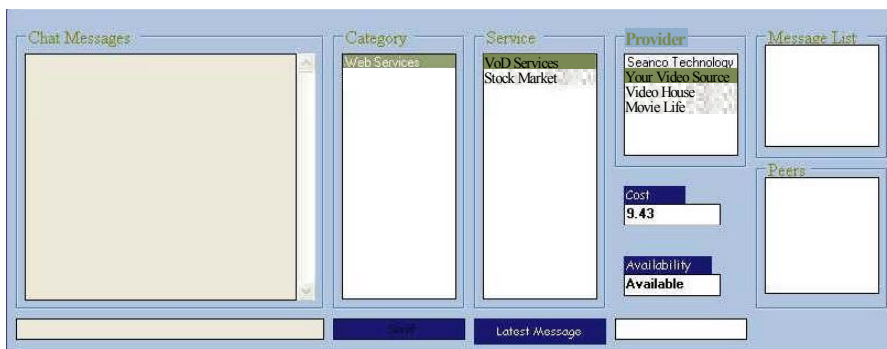 Chat Messages
Category
Web Services
Service
VoD Services
Stock Market
Provider
Seanco Technology
Your Video Source
Video House
Movie Life
Cost
9.43
Availability
Available
Message List
Peers
Send
Latest Message